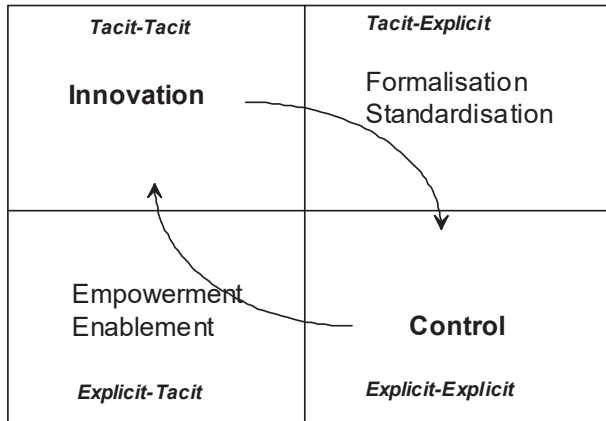 Tacit-Tacit
Innovation
Tacit-Explicit
Formalisation
Standardisation
Empowerment
Enablement
Explicit-Tacit
Control
Explicit-Explicit